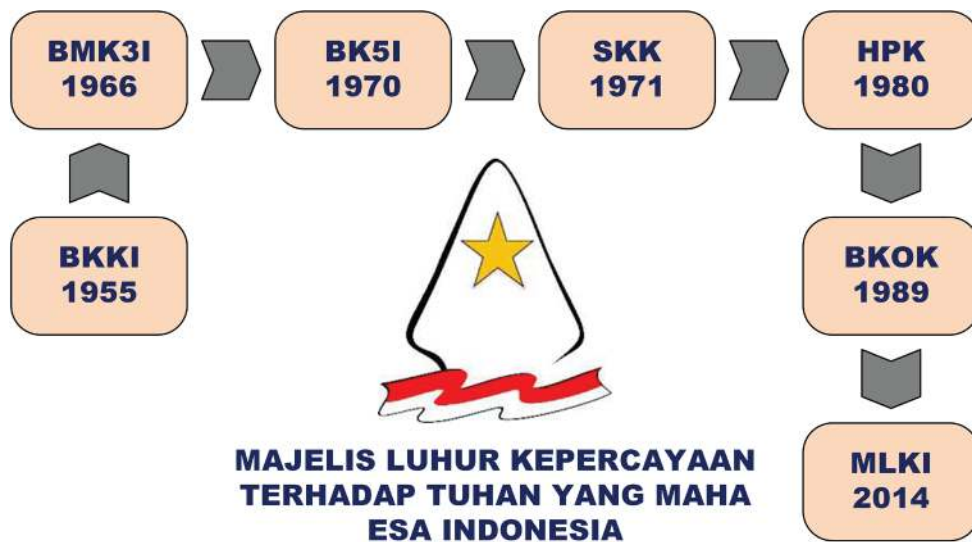 BMK3I
1966
BK5I
1970
SKK
1971
HPK
1980
BKKI
1955
BKOK
1989
MAJELIS LUHUR KEPERCAYAAN
TERHADAP TUHAN YANG MAHA
ESA INDONESIA
MLKI
2014